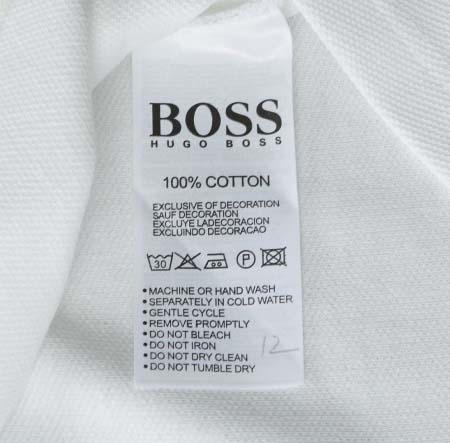 BOSS
HUGO BOSS
100% COTTON
EXCLUSIVE OF DECORATION
SAUF DECORATION
EXCLUYE LADECORACION
EXCLUINDO DECORACAO
30 P
• MACHINE OR HAND WASH
• SEPARATELY IN COLD WATER
• GENTLE CYCLE
• REMOVE PROMPTLY
• DO NOT BLEACH
• DO NOT IRON
• DO NOT DRY CLEAN
• DO NOT TUMBLE DRY
12